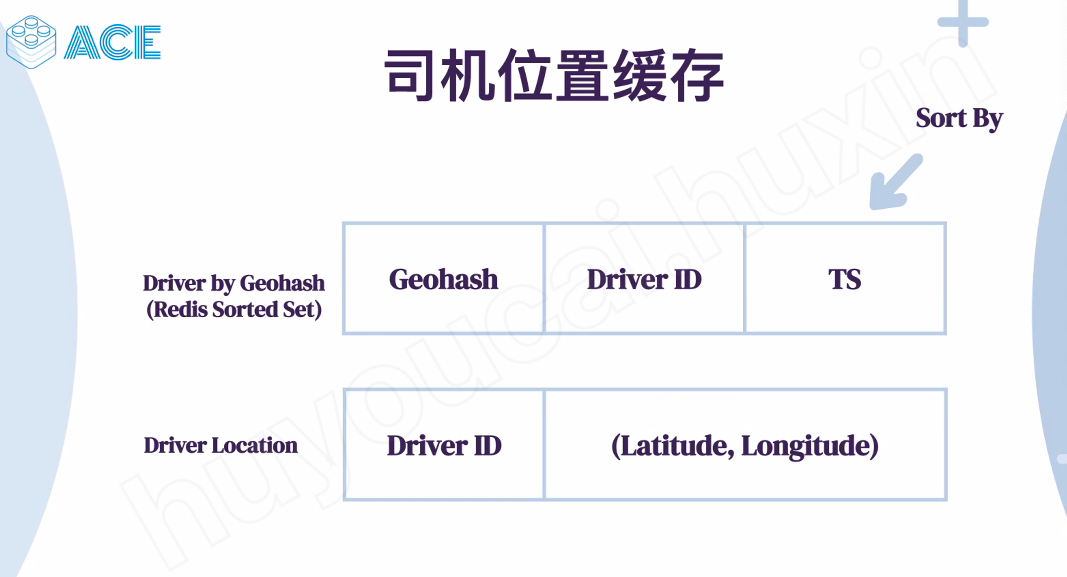 ACE
司机位置缓存
Sort By
Driver by Geohash
(Redis Sorted Set)
Geohash
Driver ID
TS
Driver Location
Driver ID
(Latitude, Longitude)
huyoucai.huxin